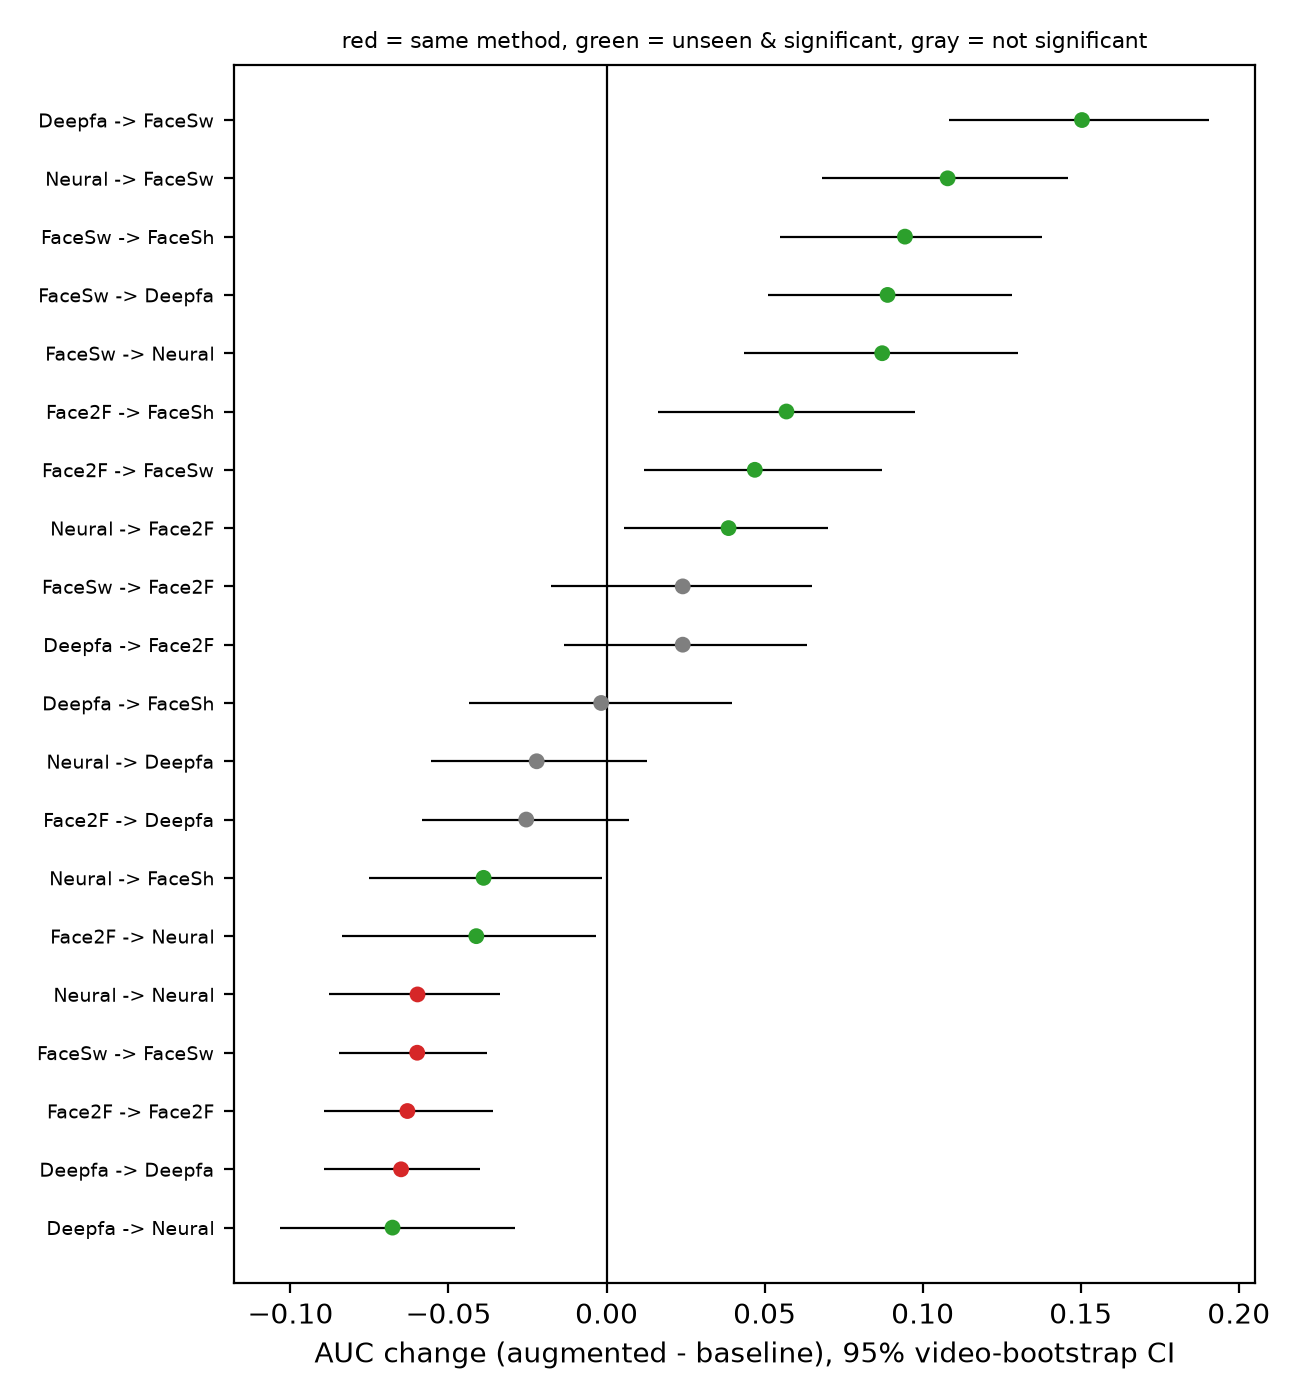 red = same method, green = unseen & significant, gray = not significant
Deepfa -> FaceSw
Neural -> FaceSw
FaceSw -> FaceSh
FaceSw -> Deepfa
FaceSw -> Neural
Face2F -> FaceSh
Face2F -> FaceSw
Neural -> Face2F
FaceSw -> Face2F
Deepfa -> Face2F
Deepfa -> FaceSh
Neural -> Deepfa
Face2F -> Deepfa
Neural -> FaceSh
Face2F -> Neural
Neural -> Neural
FaceSw -> FaceSw
Face2F -> Face2F
Deepfa -> Deepfa
Deepfa -> Neural
−0.10 −0.05 0.00 0.05 0.10 0.15 0.20
AUC change (augmented - baseline), 95% video-bootstrap CI